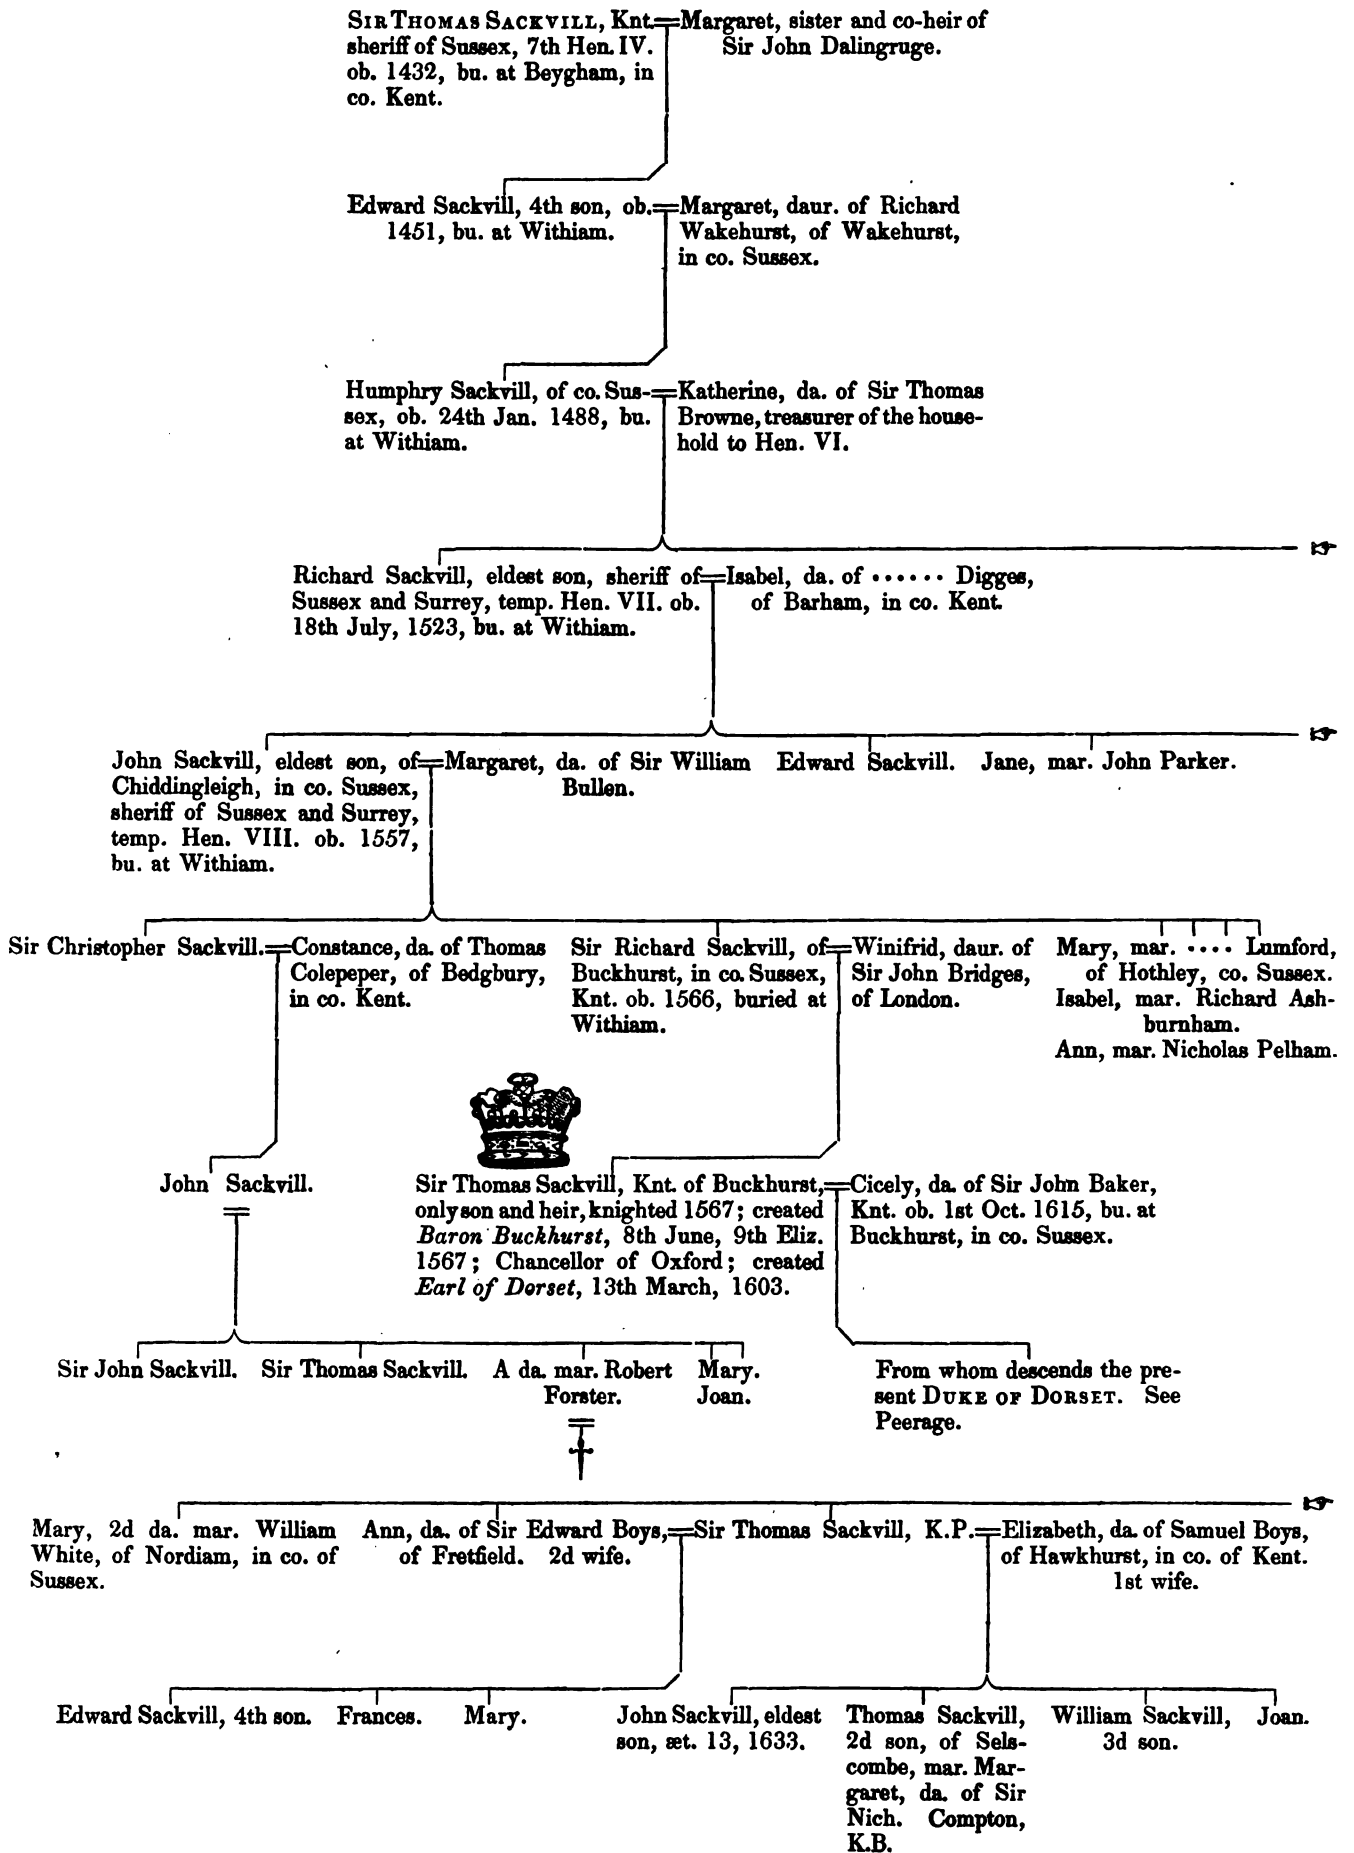 SIR THOMAS SACKVILL, Knt.
sheriff of Sussex, 7th Hen. IV.
ob. 1432, bu. at Beygham, in
co. Kent.
Margaret, sister and co-heir of
Sir John Dalingruge.
Edward Sackvill, 4th son, ob.
1451, bu. at Withiam.
Margaret, daur. of Richard
Wakehurst, of Wakehurst,
in co. Sussex.
Humphry Sackvill, of co. Sus-
sex, ob. 24th Jan. 1488, bu.
at Withiam.
Katherine, da. of Sir Thomas
Browne, treasurer of the house-
hold to Hen. VI.
Richard Sackvill, eldest son, sheriff of
Sussex and Surrey, temp. Hen. VII. ob.
18th July, 1523, bu. at Withiam.
Isabel, da. of ...... Digges,
of Barham, in co. Kent.
John Sackvill, eldest son, of
Chiddingleigh, in co. Sussex,
sheriff of Sussex and Surrey,
temp. Hen. VIII. ob. 1557,
bu. at Withiam.
Margaret, da. of Sir William
Bullen.
Edward Sackvill.
Jane, mar. John Parker.
Sir Christopher Sackvill.
Constance, da. of Thomas
Colepeper, of Bedgbury,
in co. Kent.
Sir Richard Sackvill, of
Buckhurst, in co. Sussex,
Knt. ob. 1566, buried at
Withiam.
Winifrid, daur. of
Sir John Bridges,
of London.
Mary, mar. .... Lumford,
of Hothley, co. Sussex.
Isabel, mar. Richard Ash-
burnham.
Ann, mar. Nicholas Pelham.
John Sackvill.
Sir Thomas Sackvill, Knt. of Buckhurst,
only son and heir, knighted 1567; created
Baron Buckhurst, 8th June, 9th Eliz.
1567; Chancellor of Oxford; created
Earl of Dorset, 13th March, 1603.
Cicely, da. of Sir John Baker,
Knt. ob. 1st Oct. 1615, bu. at
Buckhurst, in co. Sussex.
Sir John Sackvill.
Sir Thomas Sackvill.
A da. mar. Robert
Forster.
Mary.
Joan.
From whom descends the pre-
sent DUKE OF DORSET. See
Peerage.
Mary, 2d da. mar. William
White, of Nordiam, in co. of
Sussex.
Ann, da. of Sir Edward Boys,
of Fretfield. 2d wife.
Sir Thomas Sackvill, K.P.
Elizabeth, da. of Samuel Boys,
of Hawkhurst, in co. of Kent.
1st wife.
Edward Sackvill, 4th son.
Frances.
Mary.
John Sackvill, eldest
son, æt. 13, 1633.
Thomas Sackvill,
2d son, of Sels-
combe, mar. Mar-
garet, da. of Sir
Nich. Compton,
K.B.
William Sackvill,
3d son.
Joan.